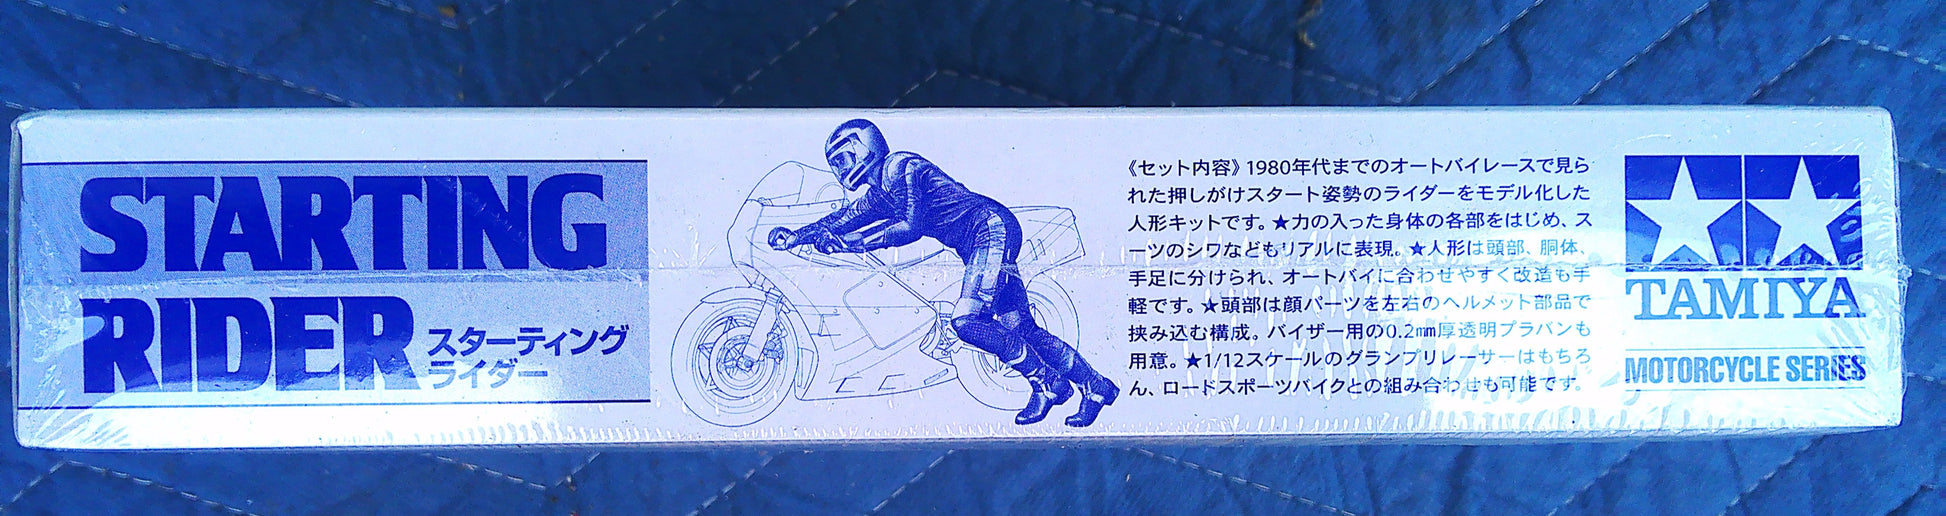 STARTING
RIDER
スターティング
ライダー
《セット内容》1980年代までのオートバイレースで見ら
れた押しがけスタート姿勢のライダーをモデル化した
人形キットです。★力の入った身体の各部をはじめ、ス
ーツのシワなどもリアルに表現。★人形は頭部、胴体、
手足に分けられ、オートバイに合わせやすく改造も手
軽です。★頭部は顔パーツを左右のヘルメット部品で
挟み込む構成。バイザー用の0.2mm厚透明プラバンも
用意。★1/12スケールのグランプリレーサーはもちろ
ん、ロードスポーツバイクとの組み合わせも可能です。
TAMIYA
MOTORCYCLE SERIES